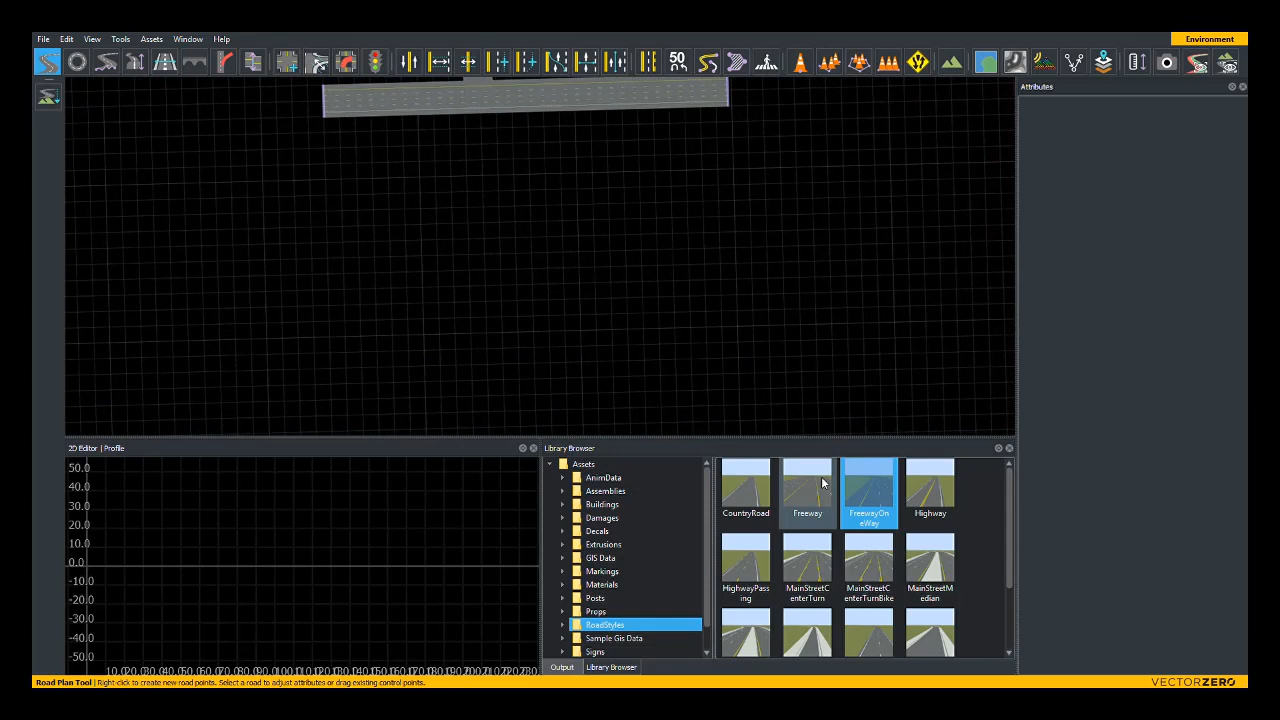 File Edit View Tools Assets Window Help
Environment
50
Attributes
2D Editor | Profile
Library Browser
50.0
40.0
30.0
20.0
10.0
0.0
-10.0
-20.0
-30.0
-40.0
-50.0
Assets
AnimData
Assemblies
Buildings
Damages
Decals
Extrusions
GIS Data
Markings
Materials
Posts
Props
RoadStyles
Sample Gis Data
Signs
CountryRoad
Freeway
FreewayOn
eWay
Highway
HighwayPass
ing
MainStreetC
enterTurn
MainStreetC
enterTurnBike
MainStreetM
edian
Output
Library Browser
Road Plan Tool | Right-click to create new road points. Select a road to adjust attributes or drag existing control points.
VECTORZERO